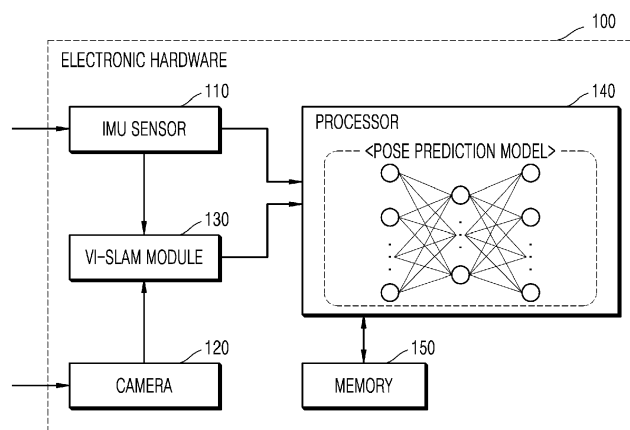 100
ELECTRONIC HARDWARE
110
IMU SENSOR
140
PROCESSOR
<POSE PREDICTION MODEL>
130
VI-SLAM MODULE
120
CAMERA
150
MEMORY